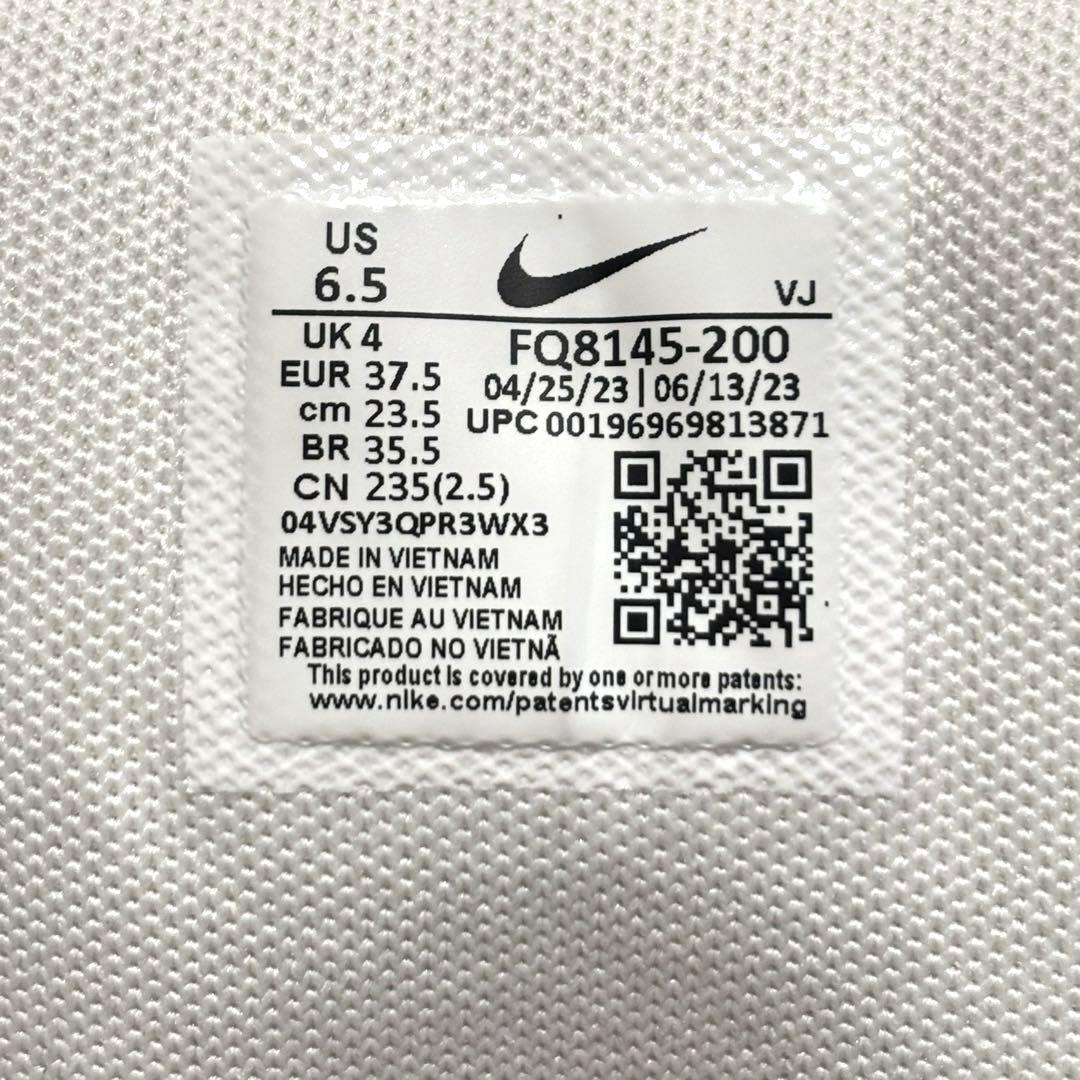 US
6.5
VJ
UK 4
EUR 37.5
cm 23.5
BR 35.5
CN 235(2.5)
FQ8145-200
04/25/23 | 06/13/23
UPC 00196969813871
04VSY3QPR3WX3
MADE IN VIETNAM
HECHO EN VIETNAM
FABRIQUE AU VIETNAM
FABRICADO NO VIETNÃ
This product is covered by one or more patents:
www.nike.com/patentsvirtualmarking